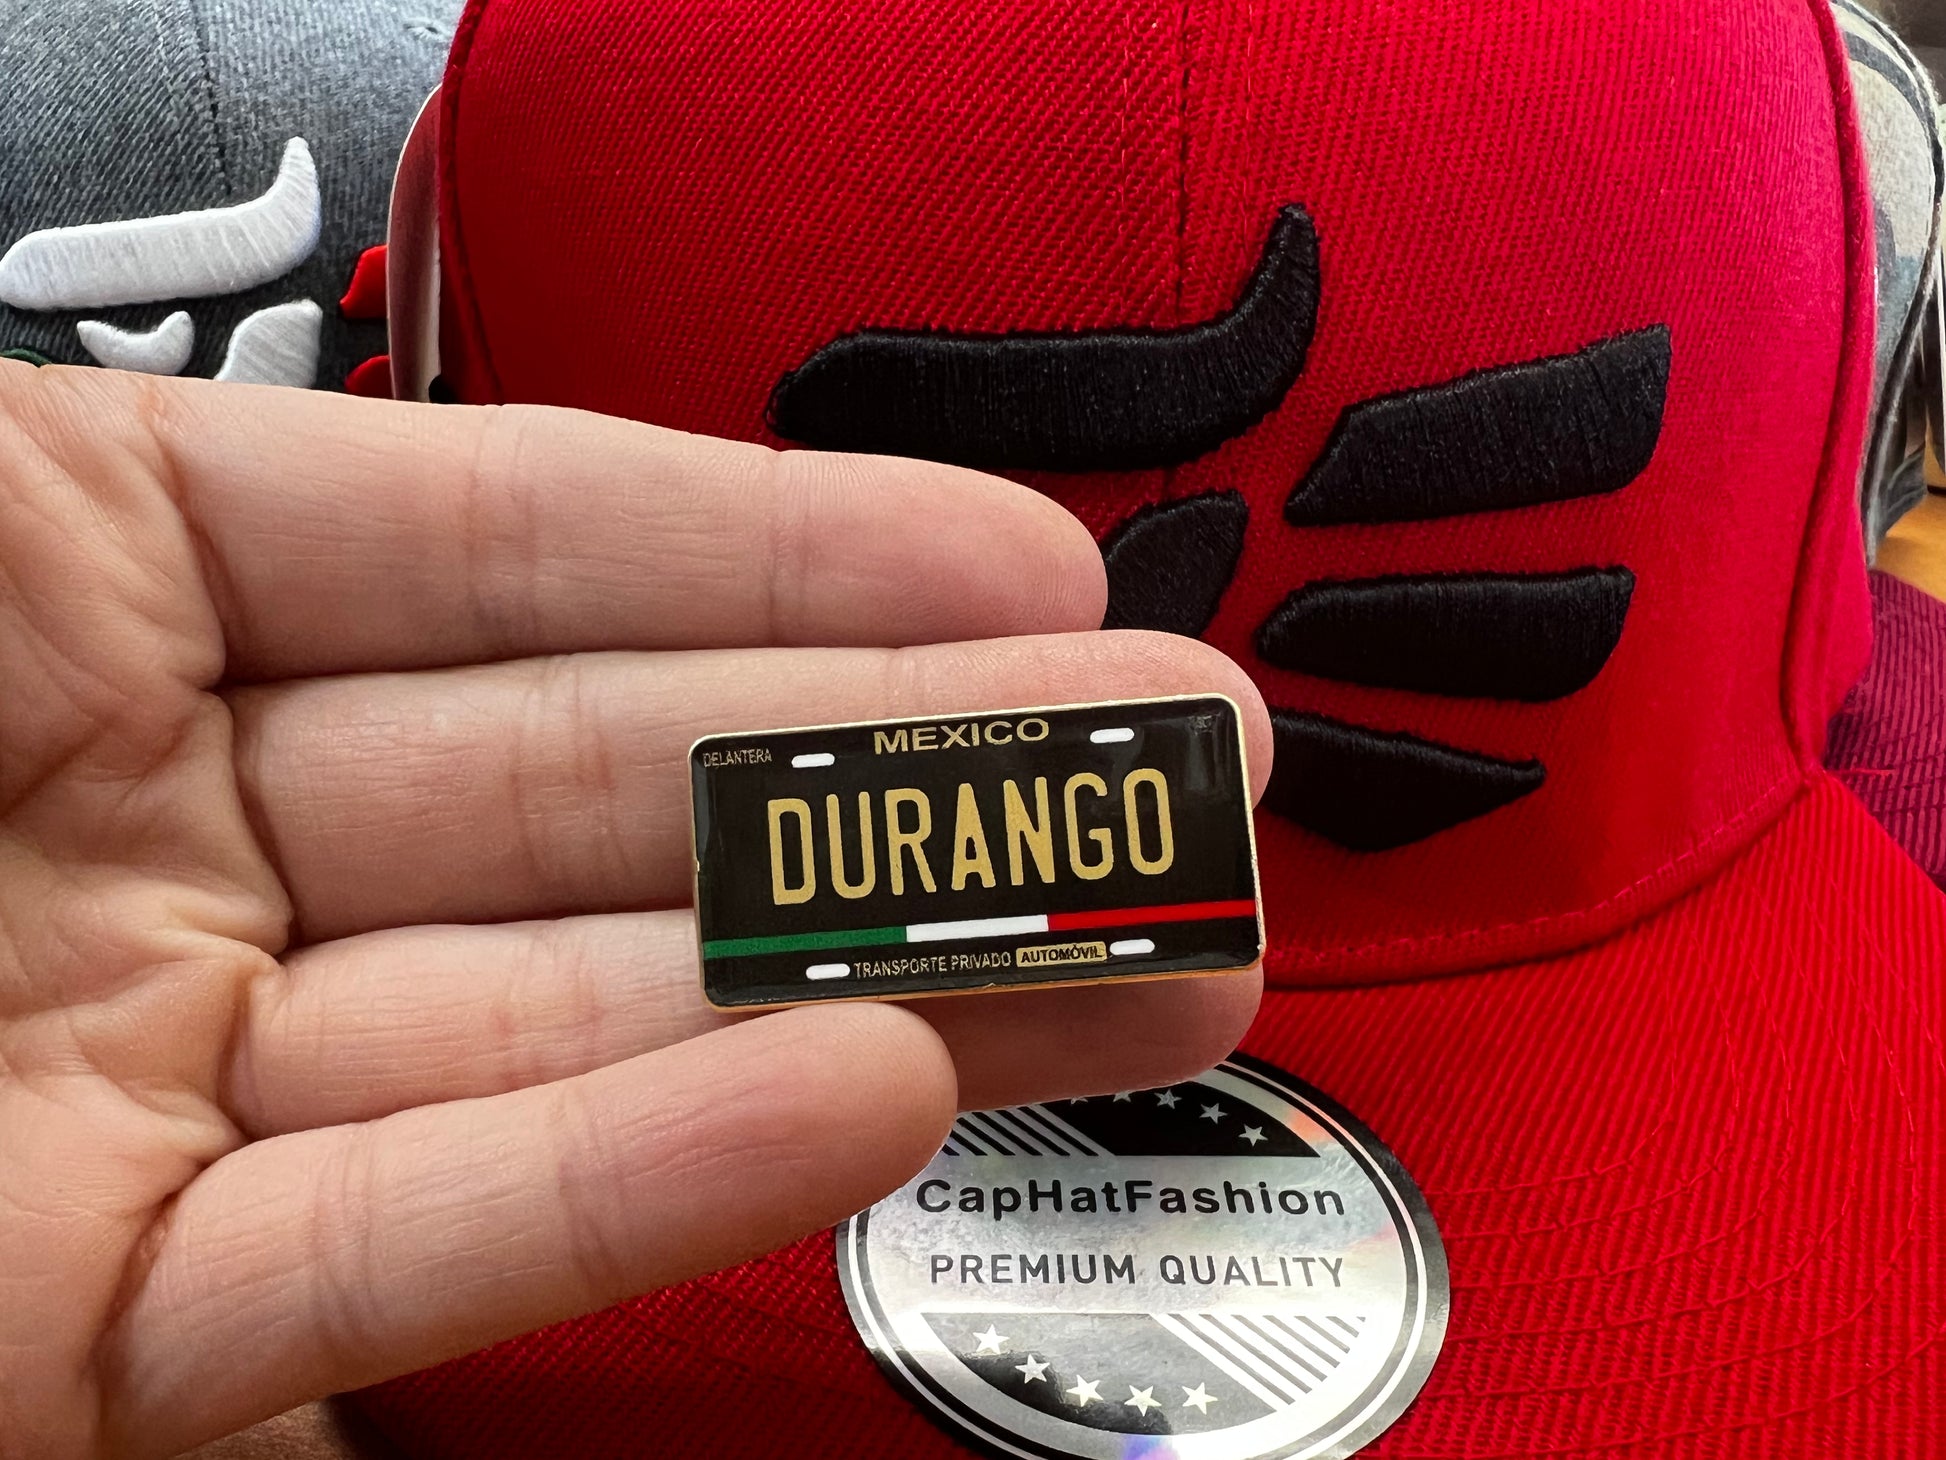 MEXICO
DELANTERA
DURANGO
TRANSPORTE PRIVADO AUTOMÓVIL
CapHatFashion
PREMIUM QUALITY